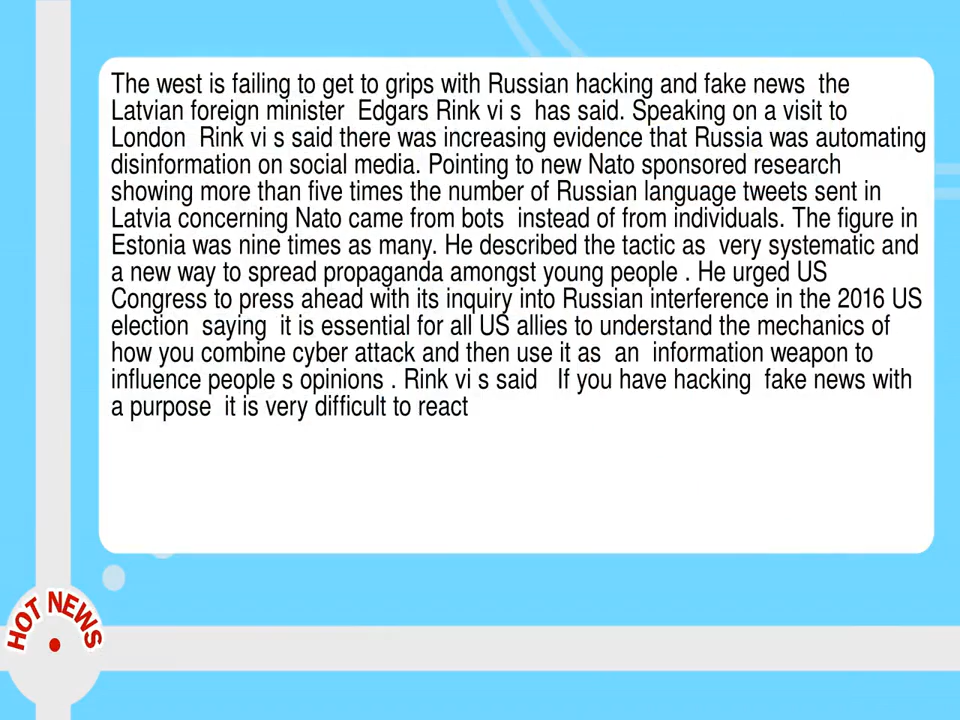 The west is failing to get to grips with Russian hacking and fake news  the
Latvian foreign minister  Edgars Rink vi s  has said. Speaking on a visit to
London  Rink vi s said there was increasing evidence that Russia was automating
disinformation on social media. Pointing to new Nato sponsored research
showing more than five times the number of Russian language tweets sent in
Latvia concerning Nato came from bots  instead of from individuals. The figure in
Estonia was nine times as many. He described the tactic as  very systematic and
a new way to spread propaganda amongst young people . He urged US
Congress to press ahead with its inquiry into Russian interference in the 2016 US
election  saying  it is essential for all US allies to understand the mechanics of
how you combine cyber attack and then use it as  an  information weapon to
influence people s opinions . Rink vi s said   If you have hacking  fake news with
a purpose  it is very difficult to react
HOT NEWS